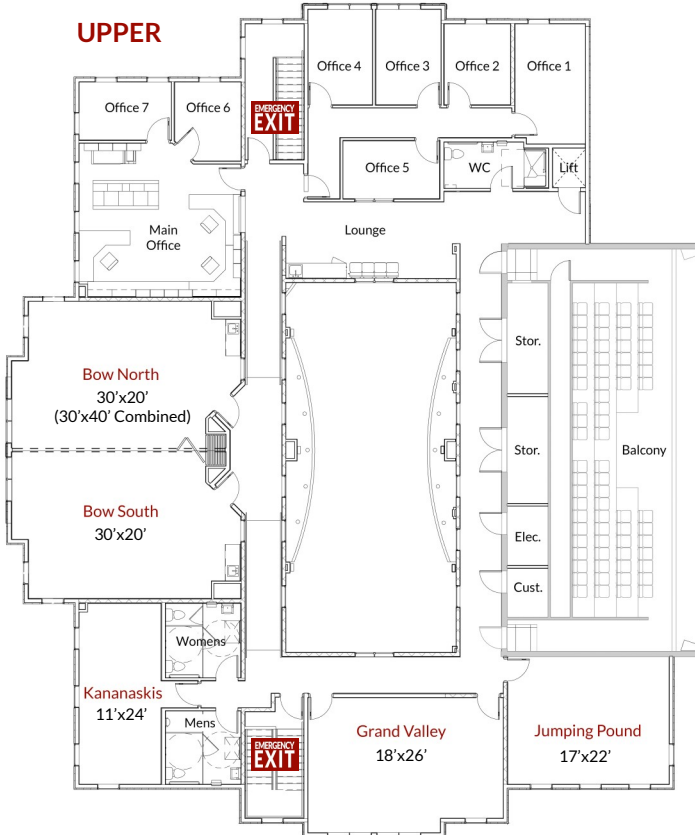 UPPER
Office 4
Office 3
Office 2
Office 1
Office 7
Office 6
EMERGENCY
EXIT
Office 5
WC
Lift
Main
Office
Lounge
Bow North
30’x20’
(30’x40’ Combined)
Stor.
Stor.
Balcony
Bow South
30’x20’
Elec.
Cust.
Womens
Kananaskis
11’x24’
Mens
EMERGENCY
EXIT
Grand Valley
18’x26’
Jumping Pound
17’x22’